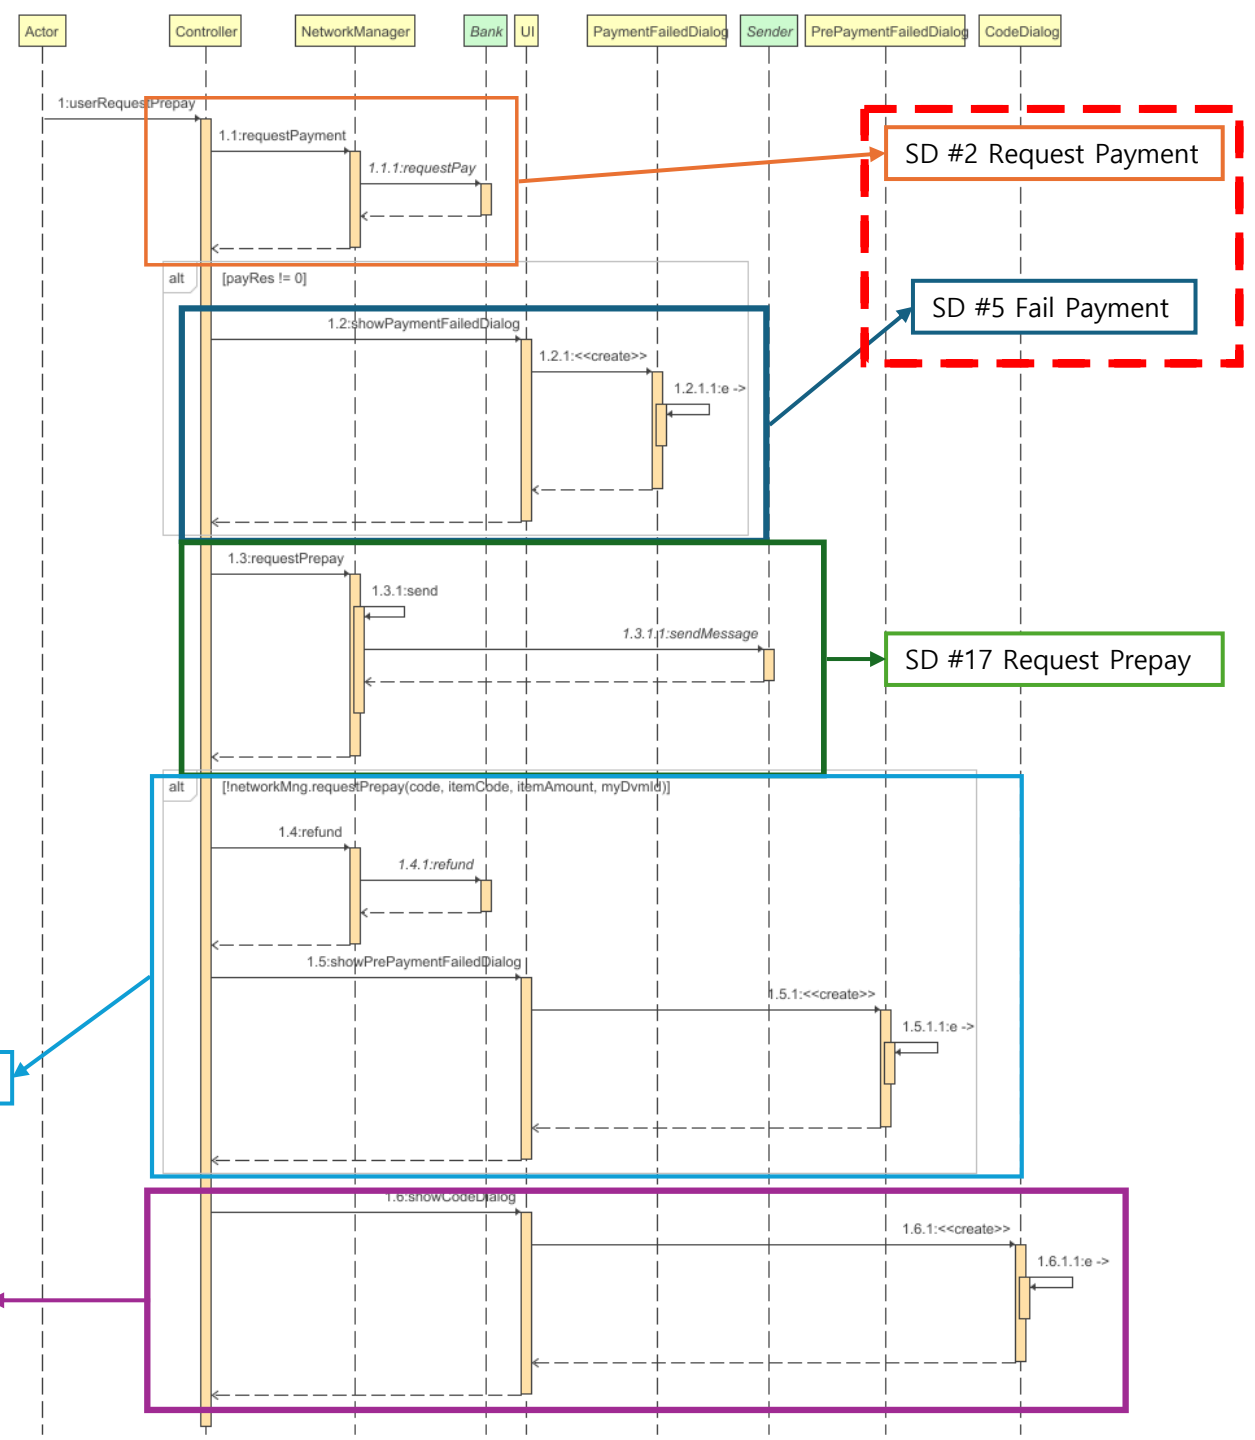 Actor
Controller
NetworkManager
Bank
UI
PaymentFailedDialog
Sender
PrePaymentFailedDialog
CodeDialog
1:userRequestPrepay
1.1:requestPayment
SD #2 Request Payment
1.1.1:requestPay
alt
[payRes != 0]
SD #5 Fail Payment
1.2:showPaymentFailedDialog
1.2.1:<<create>>
1.2.1.1:e ->
1.3:requestPrepay
1.3.1:send
1.3.1.1:sendMessage
SD #17 Request Prepay
alt
[!networkMng.requestPrepay(code, itemCode, itemAmount, myDvmId)]
1.4:refund
1.4.1:refund
1.5:showPrePaymentFailedDialog
1.5.1:<<create>>
1.5.1.1:e ->
1.6:showCodeDialog
1.6.1:<<create>>
1.6.1.1:e ->